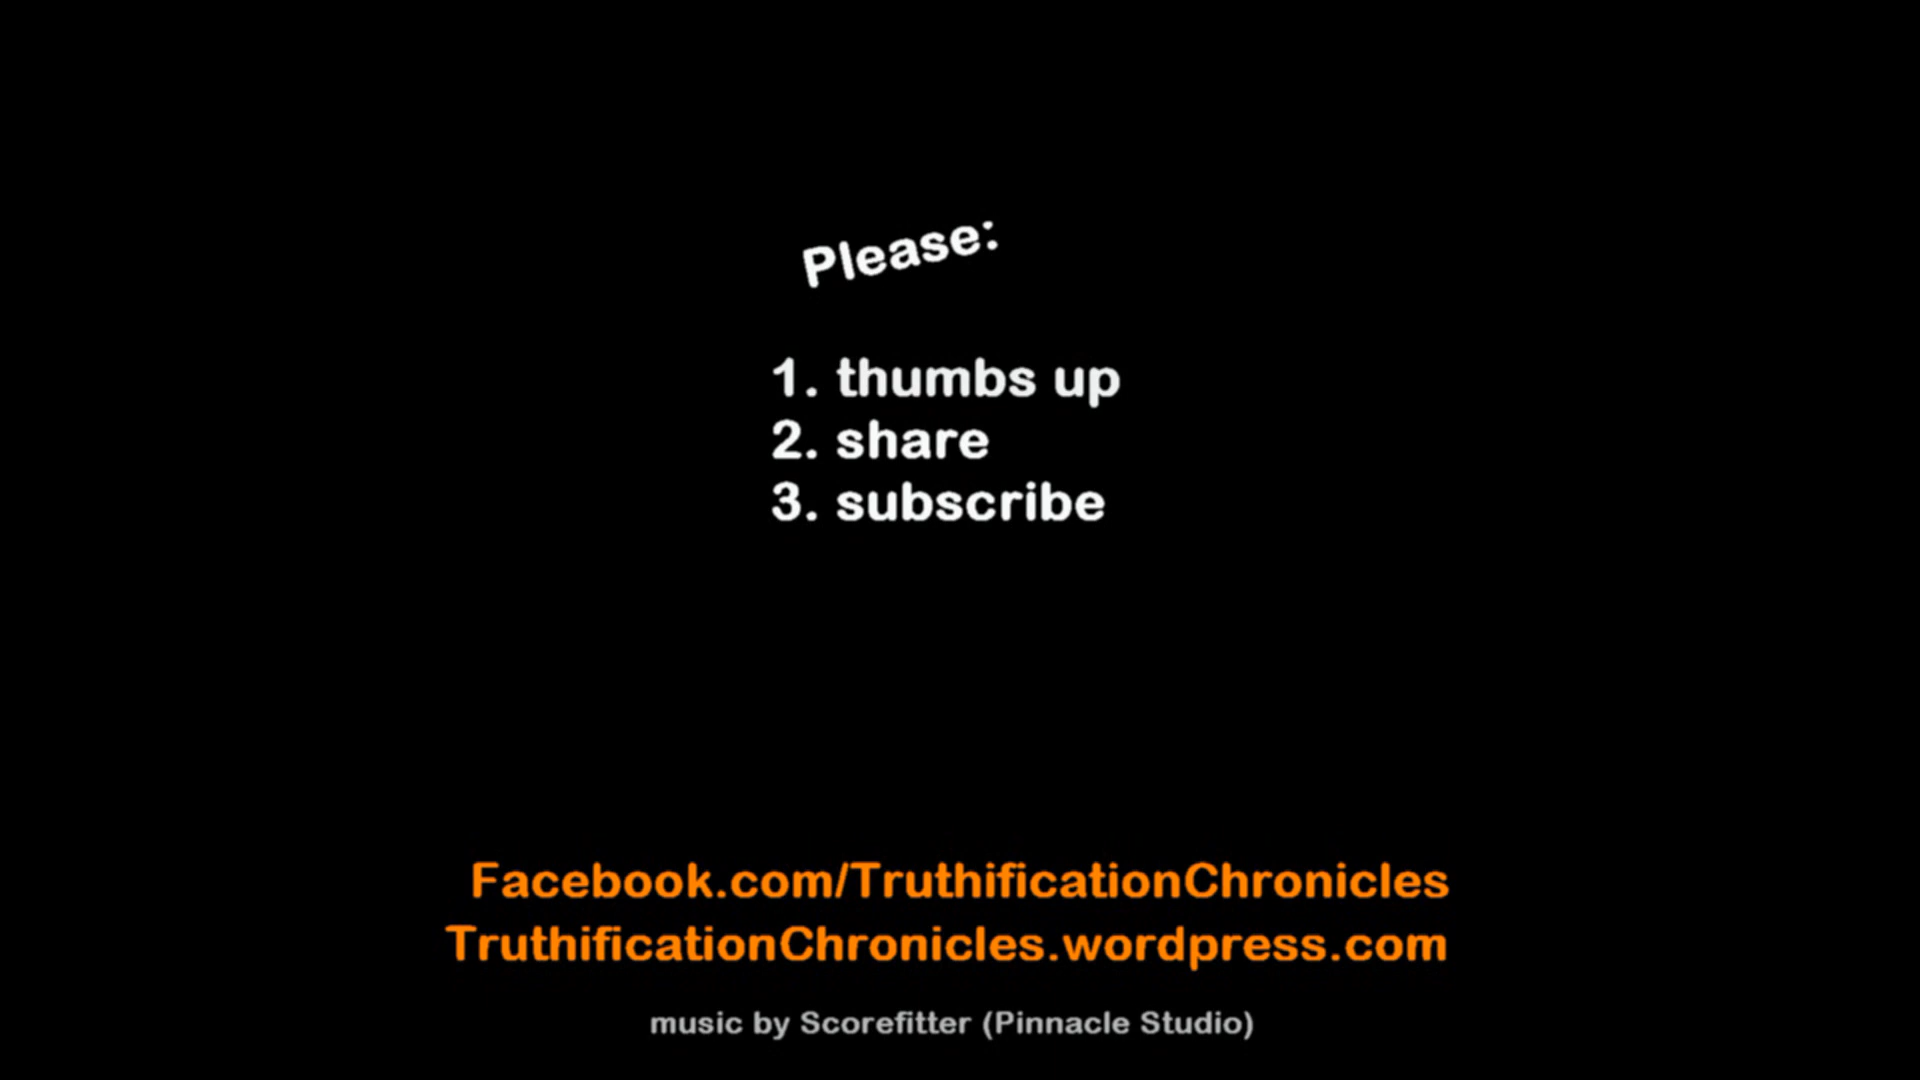 Please:
1. thumbs up
2. share
3. subscribe
Facebook.com/TruthificationChronicles
TruthificationChronicles.wordpress.com
music by Scorefitter (Pinnacle Studio)